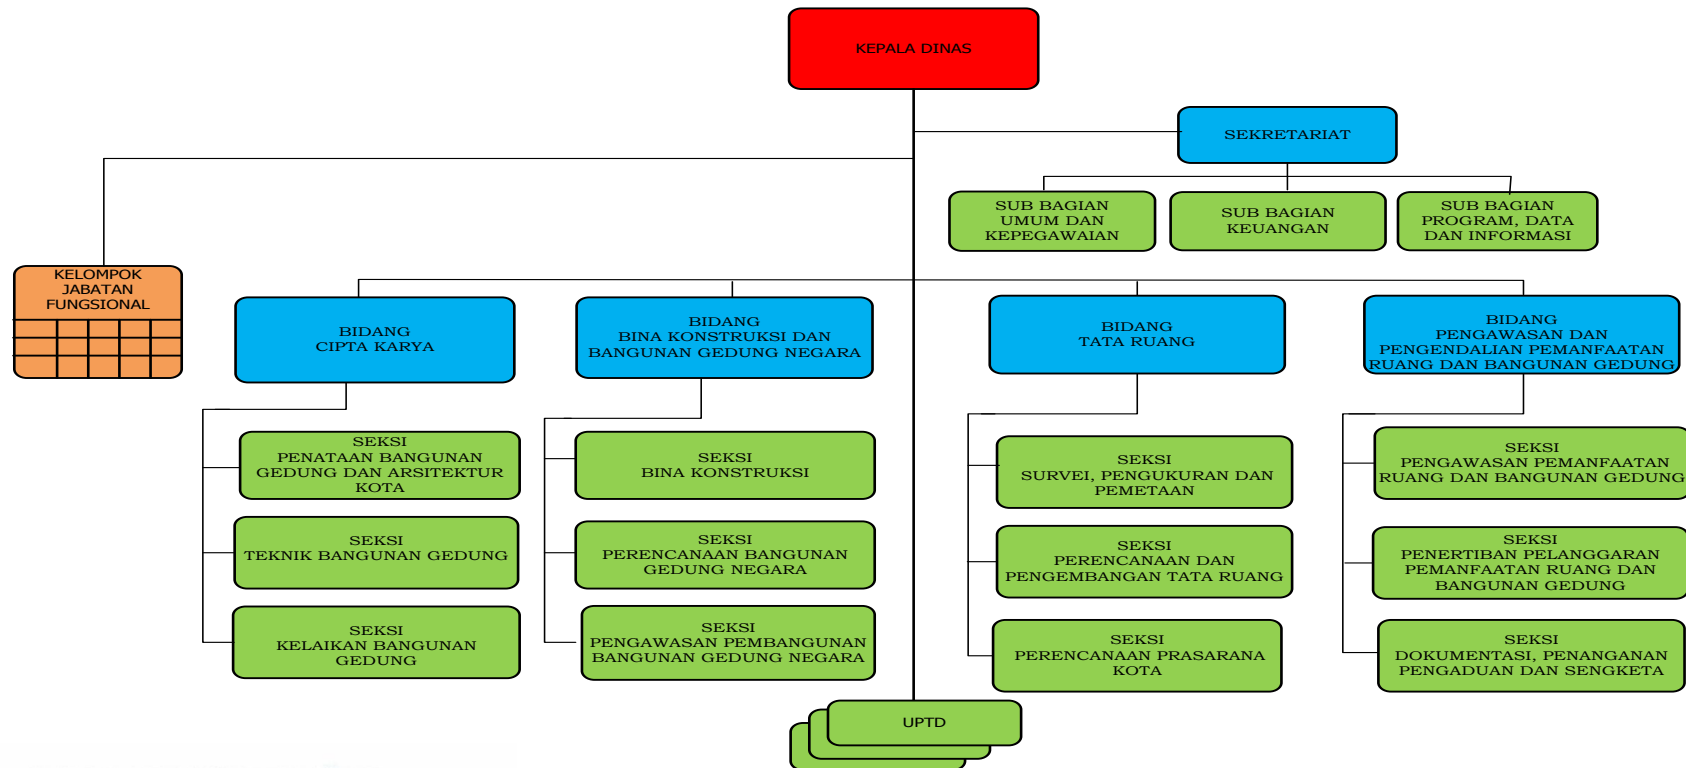 KEPALA DINAS
SEKRETARIAT
SUB BAGIAN
UMUM DAN
KEPEGAWAIAN
SUB BAGIAN
KEUANGAN
SUB BAGIAN
PROGRAM, DATA
DAN INFORMASI
KELOMPOK
JABATAN
FUNGSIONAL
BIDANG
CIPTA KARYA
BIDANG
BINA KONSTRUKSI DAN
BANGUNAN GEDUNG NEGARA
BIDANG
TATA RUANG
BIDANG
PENGAWASAN DAN
PENGENDALIAN PEMANFAATAN
RUANG DAN BANGUNAN GEDUNG
SEKSI
PENATAAN BANGUNAN
GEDUNG DAN ARSITEKTUR
KOTA
SEKSI
TEKNIK BANGUNAN GEDUNG
SEKSI
KELAIKAN BANGUNAN
GEDUNG
SEKSI
BINA KONSTRUKSI
SEKSI
PERENCANAAN BANGUNAN
GEDUNG NEGARA
SEKSI
PENGAWASAN PEMBANGUNAN
BANGUNAN GEDUNG NEGARA
SEKSI
SURVEI, PENGUKURAN DAN
PEMETAAN
SEKSI
PERENCANAAN DAN
PENGEMBANGAN TATA RUANG
SEKSI
PERENCANAAN PRASARANA
KOTA
SEKSI
PENGAWASAN PEMANFAATAN
RUANG DAN BANGUNAN GEDUNG
SEKSI
PENERTIBAN PELANGGARAN
PEMANFAATAN RUANG DAN
BANGUNAN GEDUNG
SEKSI
DOKUMENTASI, PENANGANAN
PENGADUAN DAN SENGKETA
UPTD